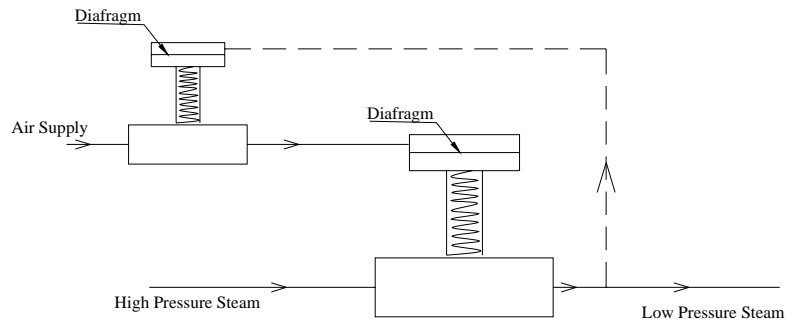 Diafragm
Air Supply
Diafragm
High Pressure Steam
Low Pressure Steam